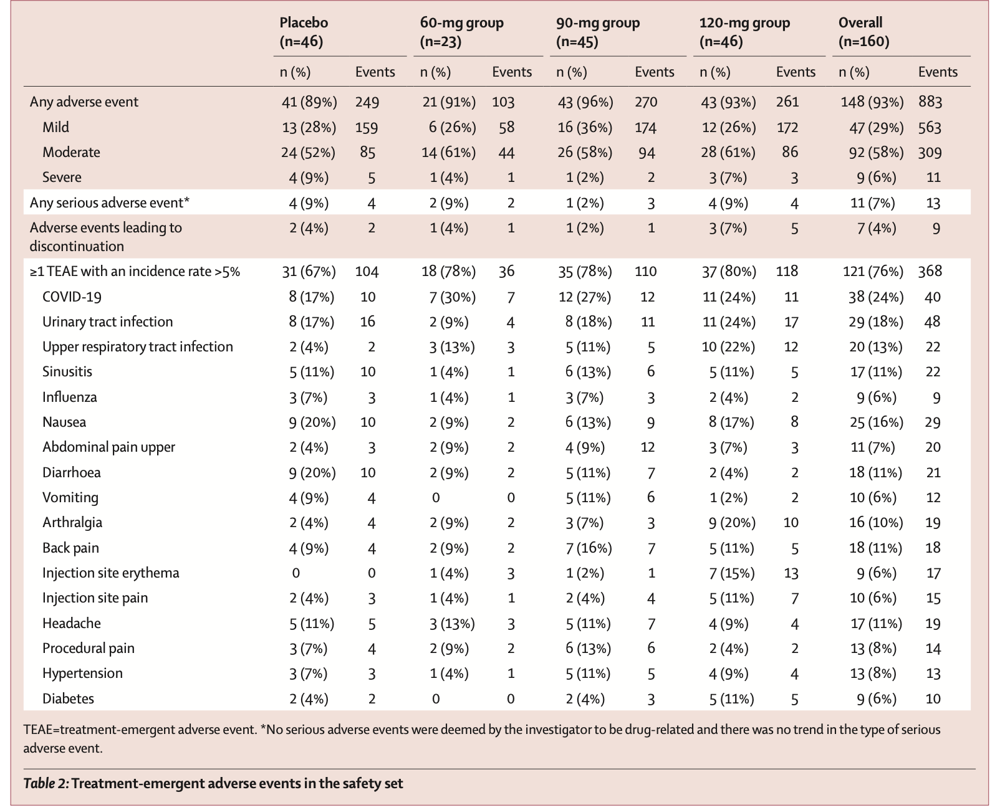 Placebo 60-mg group 90-mg group 120-mg group Overall
(n=46) (n=23) (n=45) (n=46) (n=160)
n (%) Events n (%) Events n (%) Events n (%) Events n (%) Events
Any adverse event 41 (89%) 249 21 (91%) 103 43 (96%) 270 43 (93%) 261 148 (93%) 883
Mild 13 (28%) 159 6 (26%) 58 16 (36%) 174 12 (26%) 172 47 (29%) 563
Moderate 24 (52%) 85 14 (61%) 44 26 (58%) 94 28 (61%) 86 92 (58%) 309
Severe 4 (9%) 5 1 (4%) 1 1 (2%) 2 3 (7%) 3 9 (6%) 11
Any serious adverse event* 4 (9%) 4 2 (9%) 2 1 (2%) 3 4 (9%) 4 11 (7%) 13
Adverse events leading to 2 (4%) 2 1 (4%) 1 1 (2%) 1 3 (7%) 5 7 (4%) 9
discontinuation
≥1 TEAE with an incidence rate >5% 31 (67%) 104 18 (78%) 36 35 (78%) 110 37 (80%) 118 121 (76%) 368
COVID-19 8 (17%) 10 7 (30%) 7 12 (27%) 12 11 (24%) 11 38 (24%) 40
Urinary tract infection 8 (17%) 16 2 (9%) 4 8 (18%) 11 11 (24%) 17 29 (18%) 48
Upper respiratory tract infection 2 (4%) 2 3 (13%) 3 5 (11%) 5 10 (22%) 12 20 (13%) 22
Sinusitis 5 (11%) 10 1 (4%) 1 6 (13%) 6 5 (11%) 5 17 (11%) 22
Influenza 3 (7%) 3 1 (4%) 1 3 (7%) 3 2 (4%) 2 9 (6%) 9
Nausea 9 (20%) 10 2 (9%) 2 6 (13%) 9 8 (17%) 8 25 (16%) 29
Abdominal pain upper 2 (4%) 3 2 (9%) 2 4 (9%) 12 3 (7%) 3 11 (7%) 20
Diarrhoea 9 (20%) 10 2 (9%) 2 5 (11%) 7 2 (4%) 2 18 (11%) 21
Vomiting 4 (9%) 4 0 0 5 (11%) 6 1 (2%) 2 10 (6%) 12
Arthralgia 2 (4%) 4 2 (9%) 2 3 (7%) 3 9 (20%) 10 16 (10%) 19
Back pain 4 (9%) 4 2 (9%) 2 7 (16%) 7 5 (11%) 5 18 (11%) 18
Injection site erythema 0 0 1 (4%) 3 1 (2%) 1 7 (15%) 13 9 (6%) 17
Injection site pain 2 (4%) 3 1 (4%) 1 2 (4%) 4 5 (11%) 7 10 (6%) 15
Headache 5 (11%) 5 3 (13%) 3 5 (11%) 7 4 (9%) 4 17 (11%) 19
Procedural pain 3 (7%) 4 2 (9%) 2 6 (13%) 6 2 (4%) 2 13 (8%) 14
Hypertension 3 (7%) 3 1 (4%) 1 5 (11%) 5 4 (9%) 4 13 (8%) 13
Diabetes 2 (4%) 2 0 0 2 (4%) 3 5 (11%) 5 9 (6%) 10
TEAE=treatment-emergent adverse event. *No serious adverse events were deemed by the investigator to be drug-related and there was no trend in the type of serious
adverse event.
Table 2: Treatment-emergent adverse events in the safety set